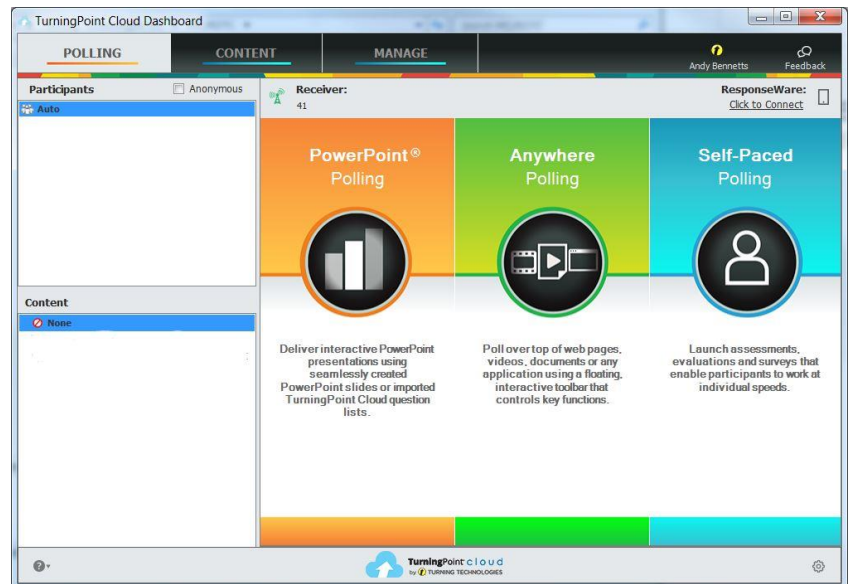 TurningPoint Cloud Dashboard
POLLING
CONTENT
MANAGE
Andy Bennetts
Feedback
Participants
Anonymous
Auto
Receiver:
41
ResponseWare:
Click to Connect
PowerPoint®
Polling
Anywhere
Polling
Self-Paced
Polling
Content
None
Deliver interactive PowerPoint
presentations using
seamlessly created
PowerPoint slides or imported
TurningPoint Cloud question
lists.
Poll over top of web pages,
videos, documents or any
application using a floating,
interactive toolbar that
controls key functions.
Launch assessments,
evaluations and surveys that
enable participants to work at
individual speeds.
TurningPoint cloud
by TURNING TECHNOLOGIES